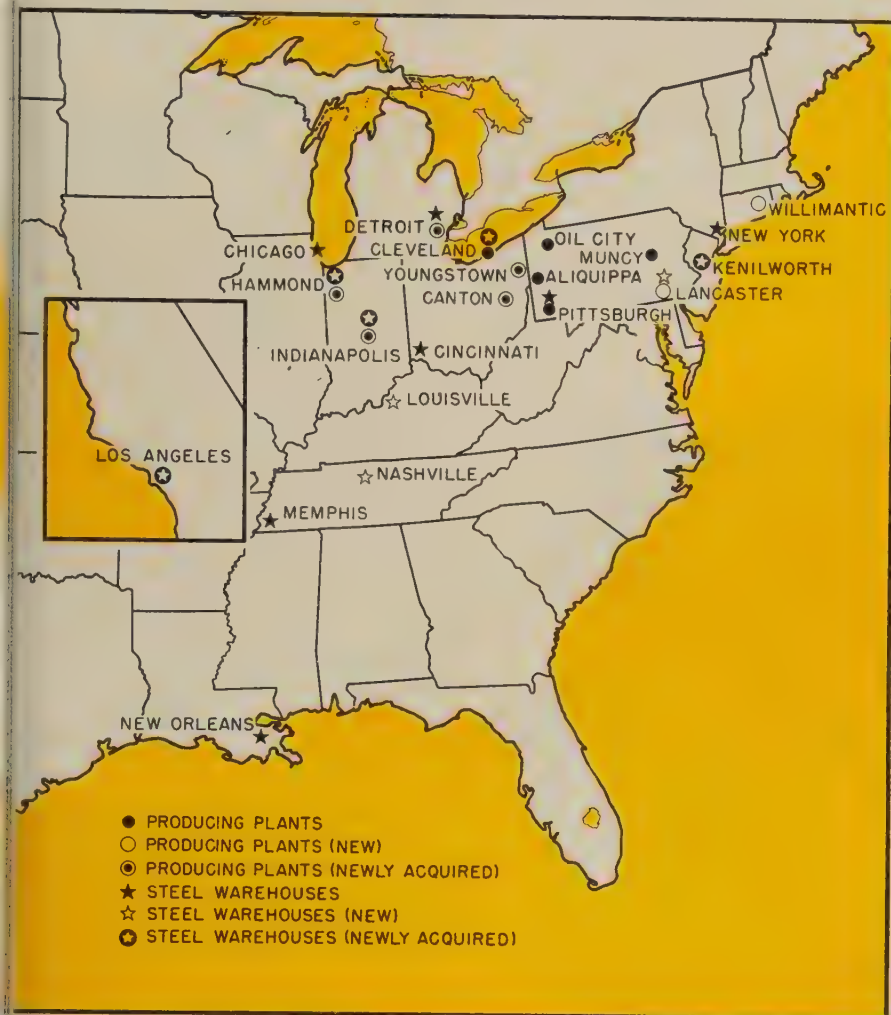 DETROIT
WILLIMANTIC
CHICAGO
CLEVELAND
OIL CITY
NEW YORK
MUNCY
HAMMOND
YOUNGSTOWN
ALIQUIPPA
KENILWORTH
CANTON
LANCASTER
PITTSBURGH
INDIANAPOLIS
CINCINNATI
LOUISVILLE
LOS ANGELES
NASHVILLE
MEMPHIS
NEW ORLEANS
PRODUCING PLANTS
PRODUCING PLANTS (NEW)
PRODUCING PLANTS (NEWLY ACQUIRED)
STEEL WAREHOUSES
STEEL WAREHOUSES (NEW)
STEEL WAREHOUSES (NEWLY ACQUIRED)